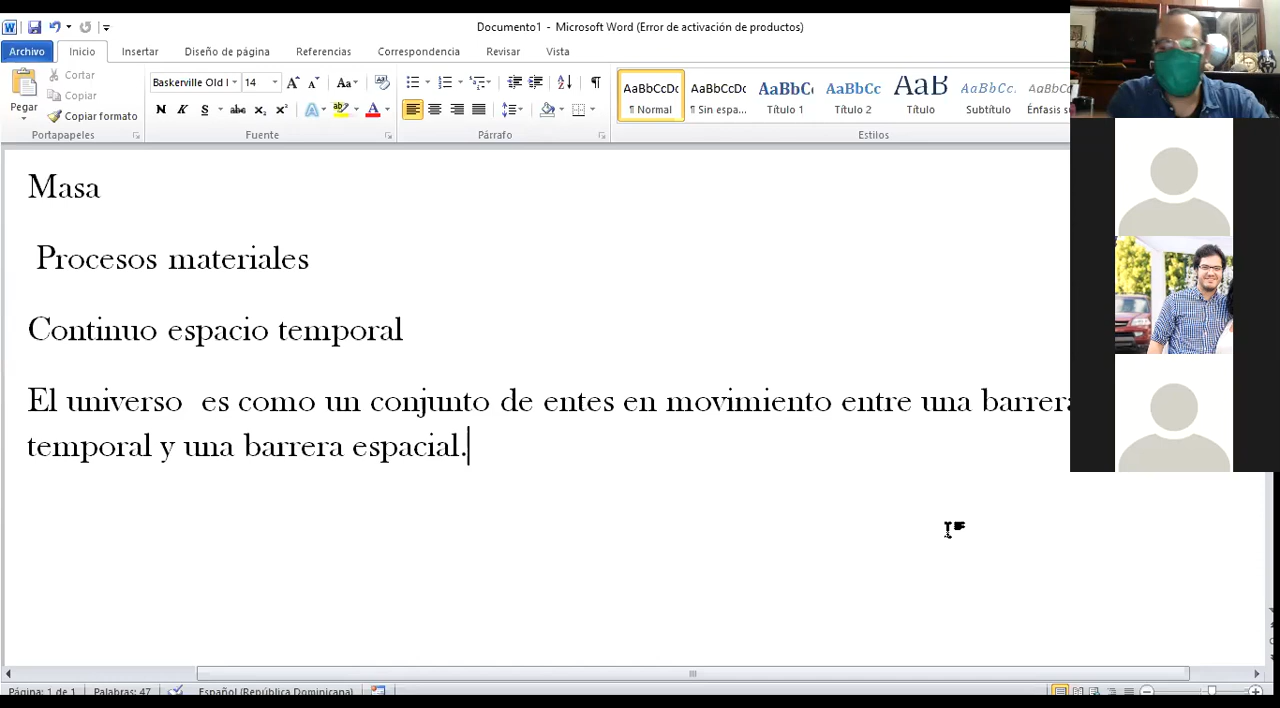 Documento1 - Microsoft Word (Error de activación de productos)
Archivo Inicio Insertar Diseño de página Referencias Correspondencia Revisar Vista
Pegar
Cortar
Copiar
Copiar formato
Portapapeles
Baskerville Old 14
Fuente
Párrafo
AaBbCcDc AaBbCcDc AaBbCc AaBbCc AaB AaBbCc AaBbCc
¶ Normal ¶ Sin espa... Título 1 Título 2 Título Subtítulo Énfasis
Estilos
Masa
Procesos materiales
Continuo espacio temporal
El universo es como un conjunto de entes en movimiento entre una barrera
temporal y una barrera espacial.
Página: 1 de 1 Palabras: 47 Español (República Dominicana)